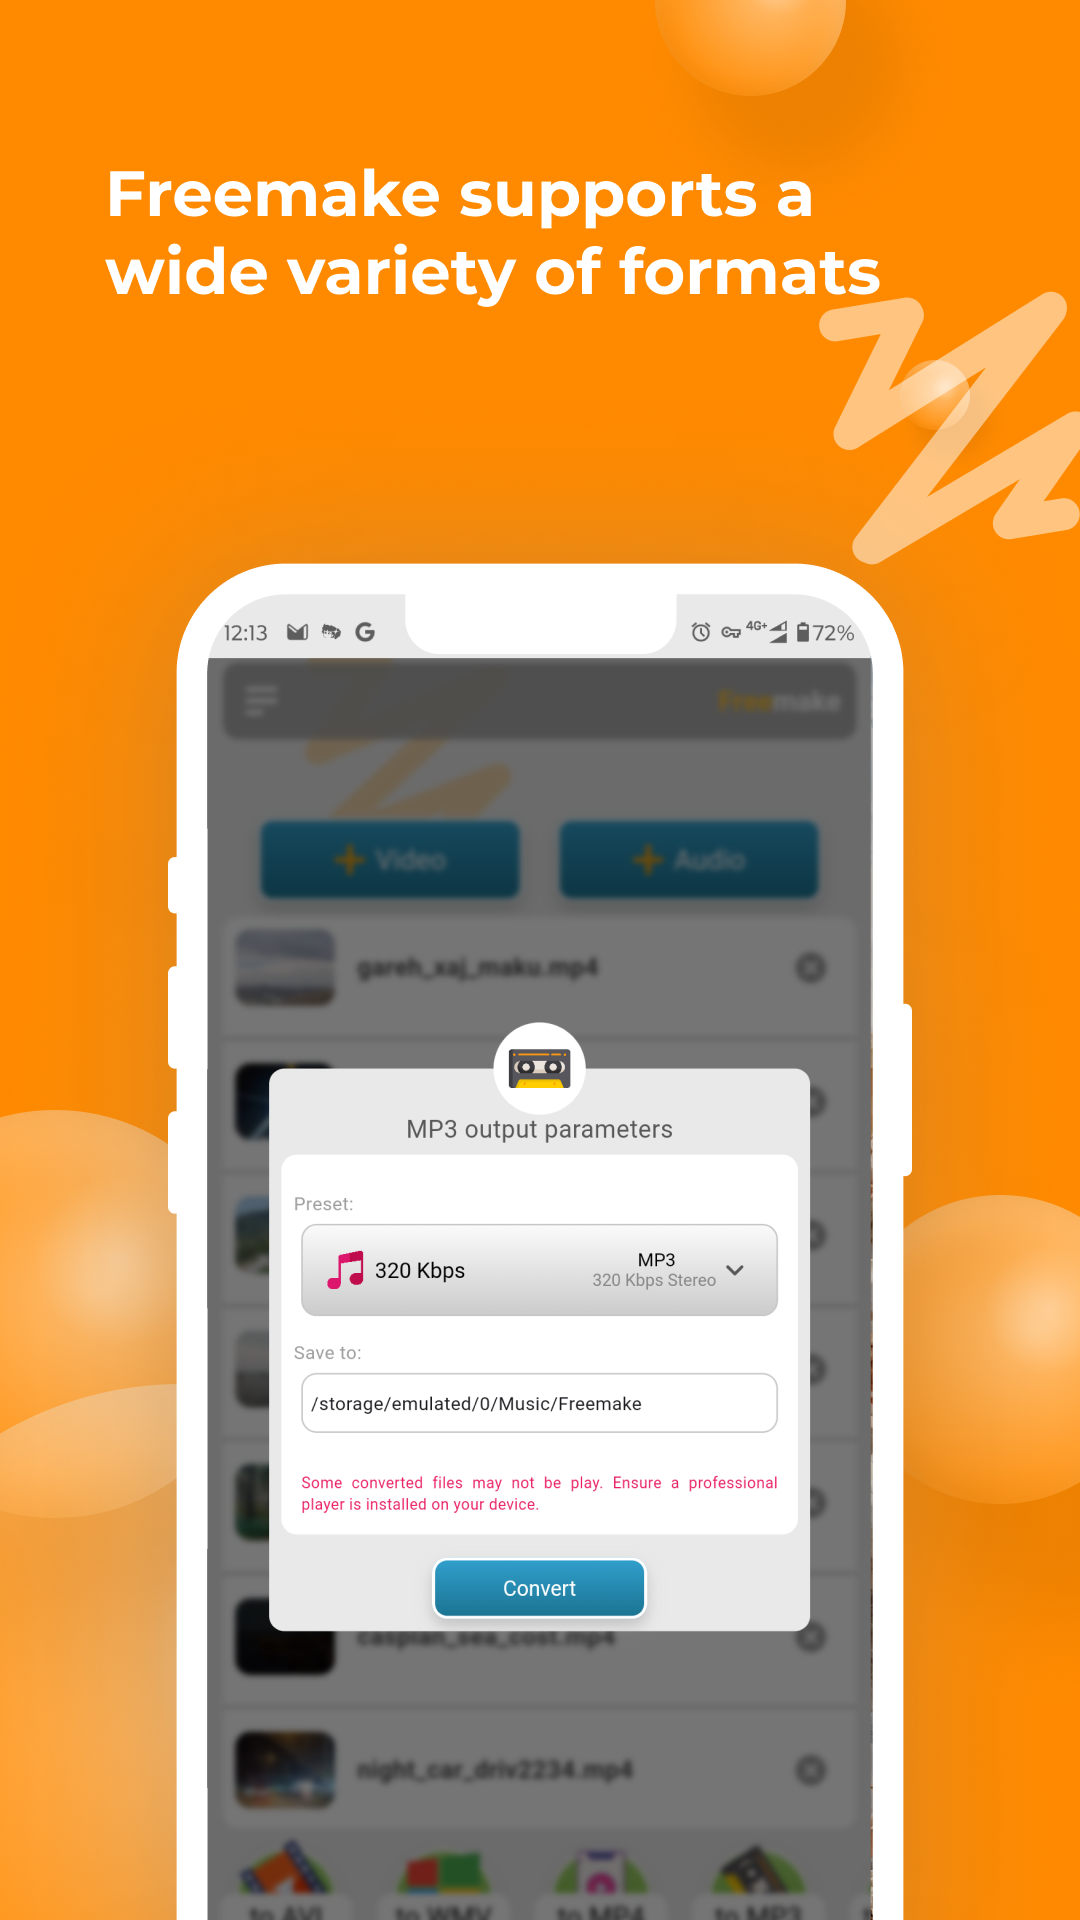 Freemake supports a
wide variety of formats
12:13
4G+
72%
Freemake
Video
Audio
gareh_xaj_maku.mp4
MP3 output parameters
Preset:
320 Kbps
MP3
320 Kbps Stereo
Save to:
/storage/emulated/0/Music/Freemake
Some converted files may not be play. Ensure a professional
player is installed on your device.
Convert
caspian_sea_cost.mp4
night_car_driv2234.mp4
to AVI
to WMV
to MP4
to MP3